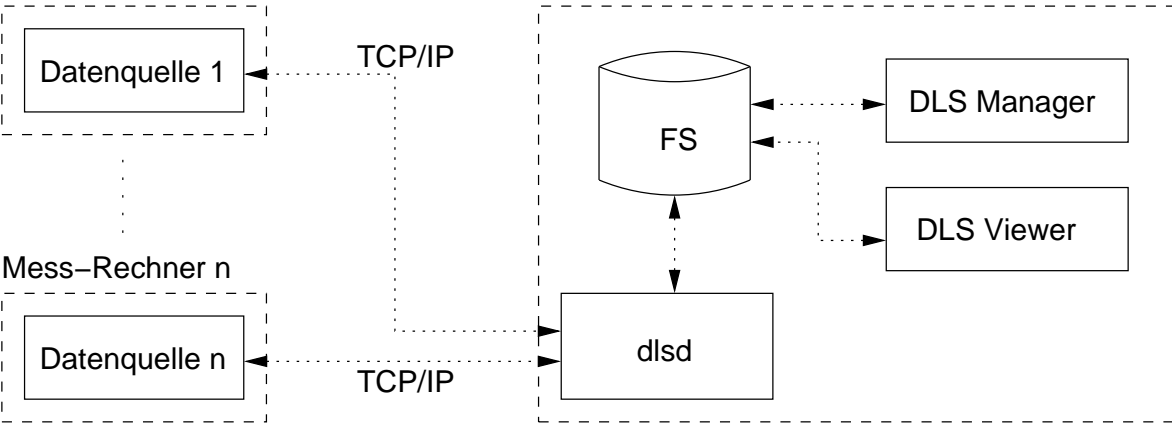 Datenquelle 1
TCP/IP
FS
DLS Manager
DLS Viewer
Mess−Rechner n
Datenquelle n
TCP/IP
dlsd